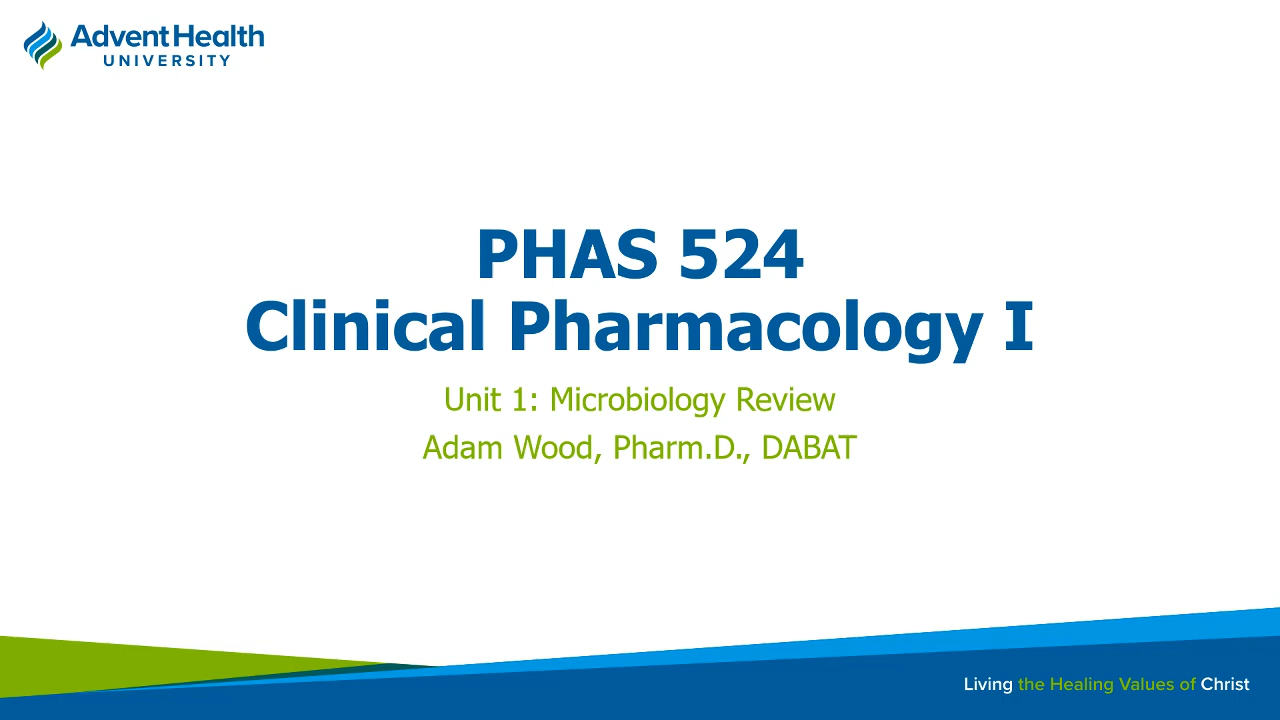 AdventHealth
UNIVERSITY
PHAS 524
Clinical Pharmacology I
Unit 1: Microbiology Review
Adam Wood, Pharm.D., DABAT
Living the Healing Values of Christ